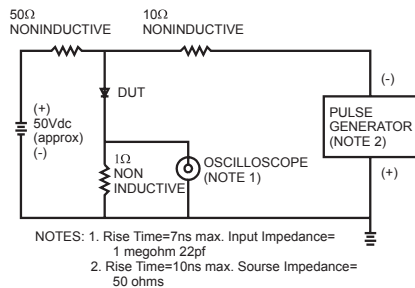 50Ω
NONINDUCTIVE
10Ω
NONINDUCTIVE
(+)
50Vdc
(approx)
(-)
DUT
1Ω
NON
INDUCTIVE
OSCILLOSCOPE
(NOTE 1)
(-)
PULSE
GENERATOR
(NOTE 2)
(+)
NOTES: 1. Rise Time=7ns max. Input Impedance=
1 megohm 22pf
2. Rise Time=10ns max. Sourse Impedance=
50 ohms